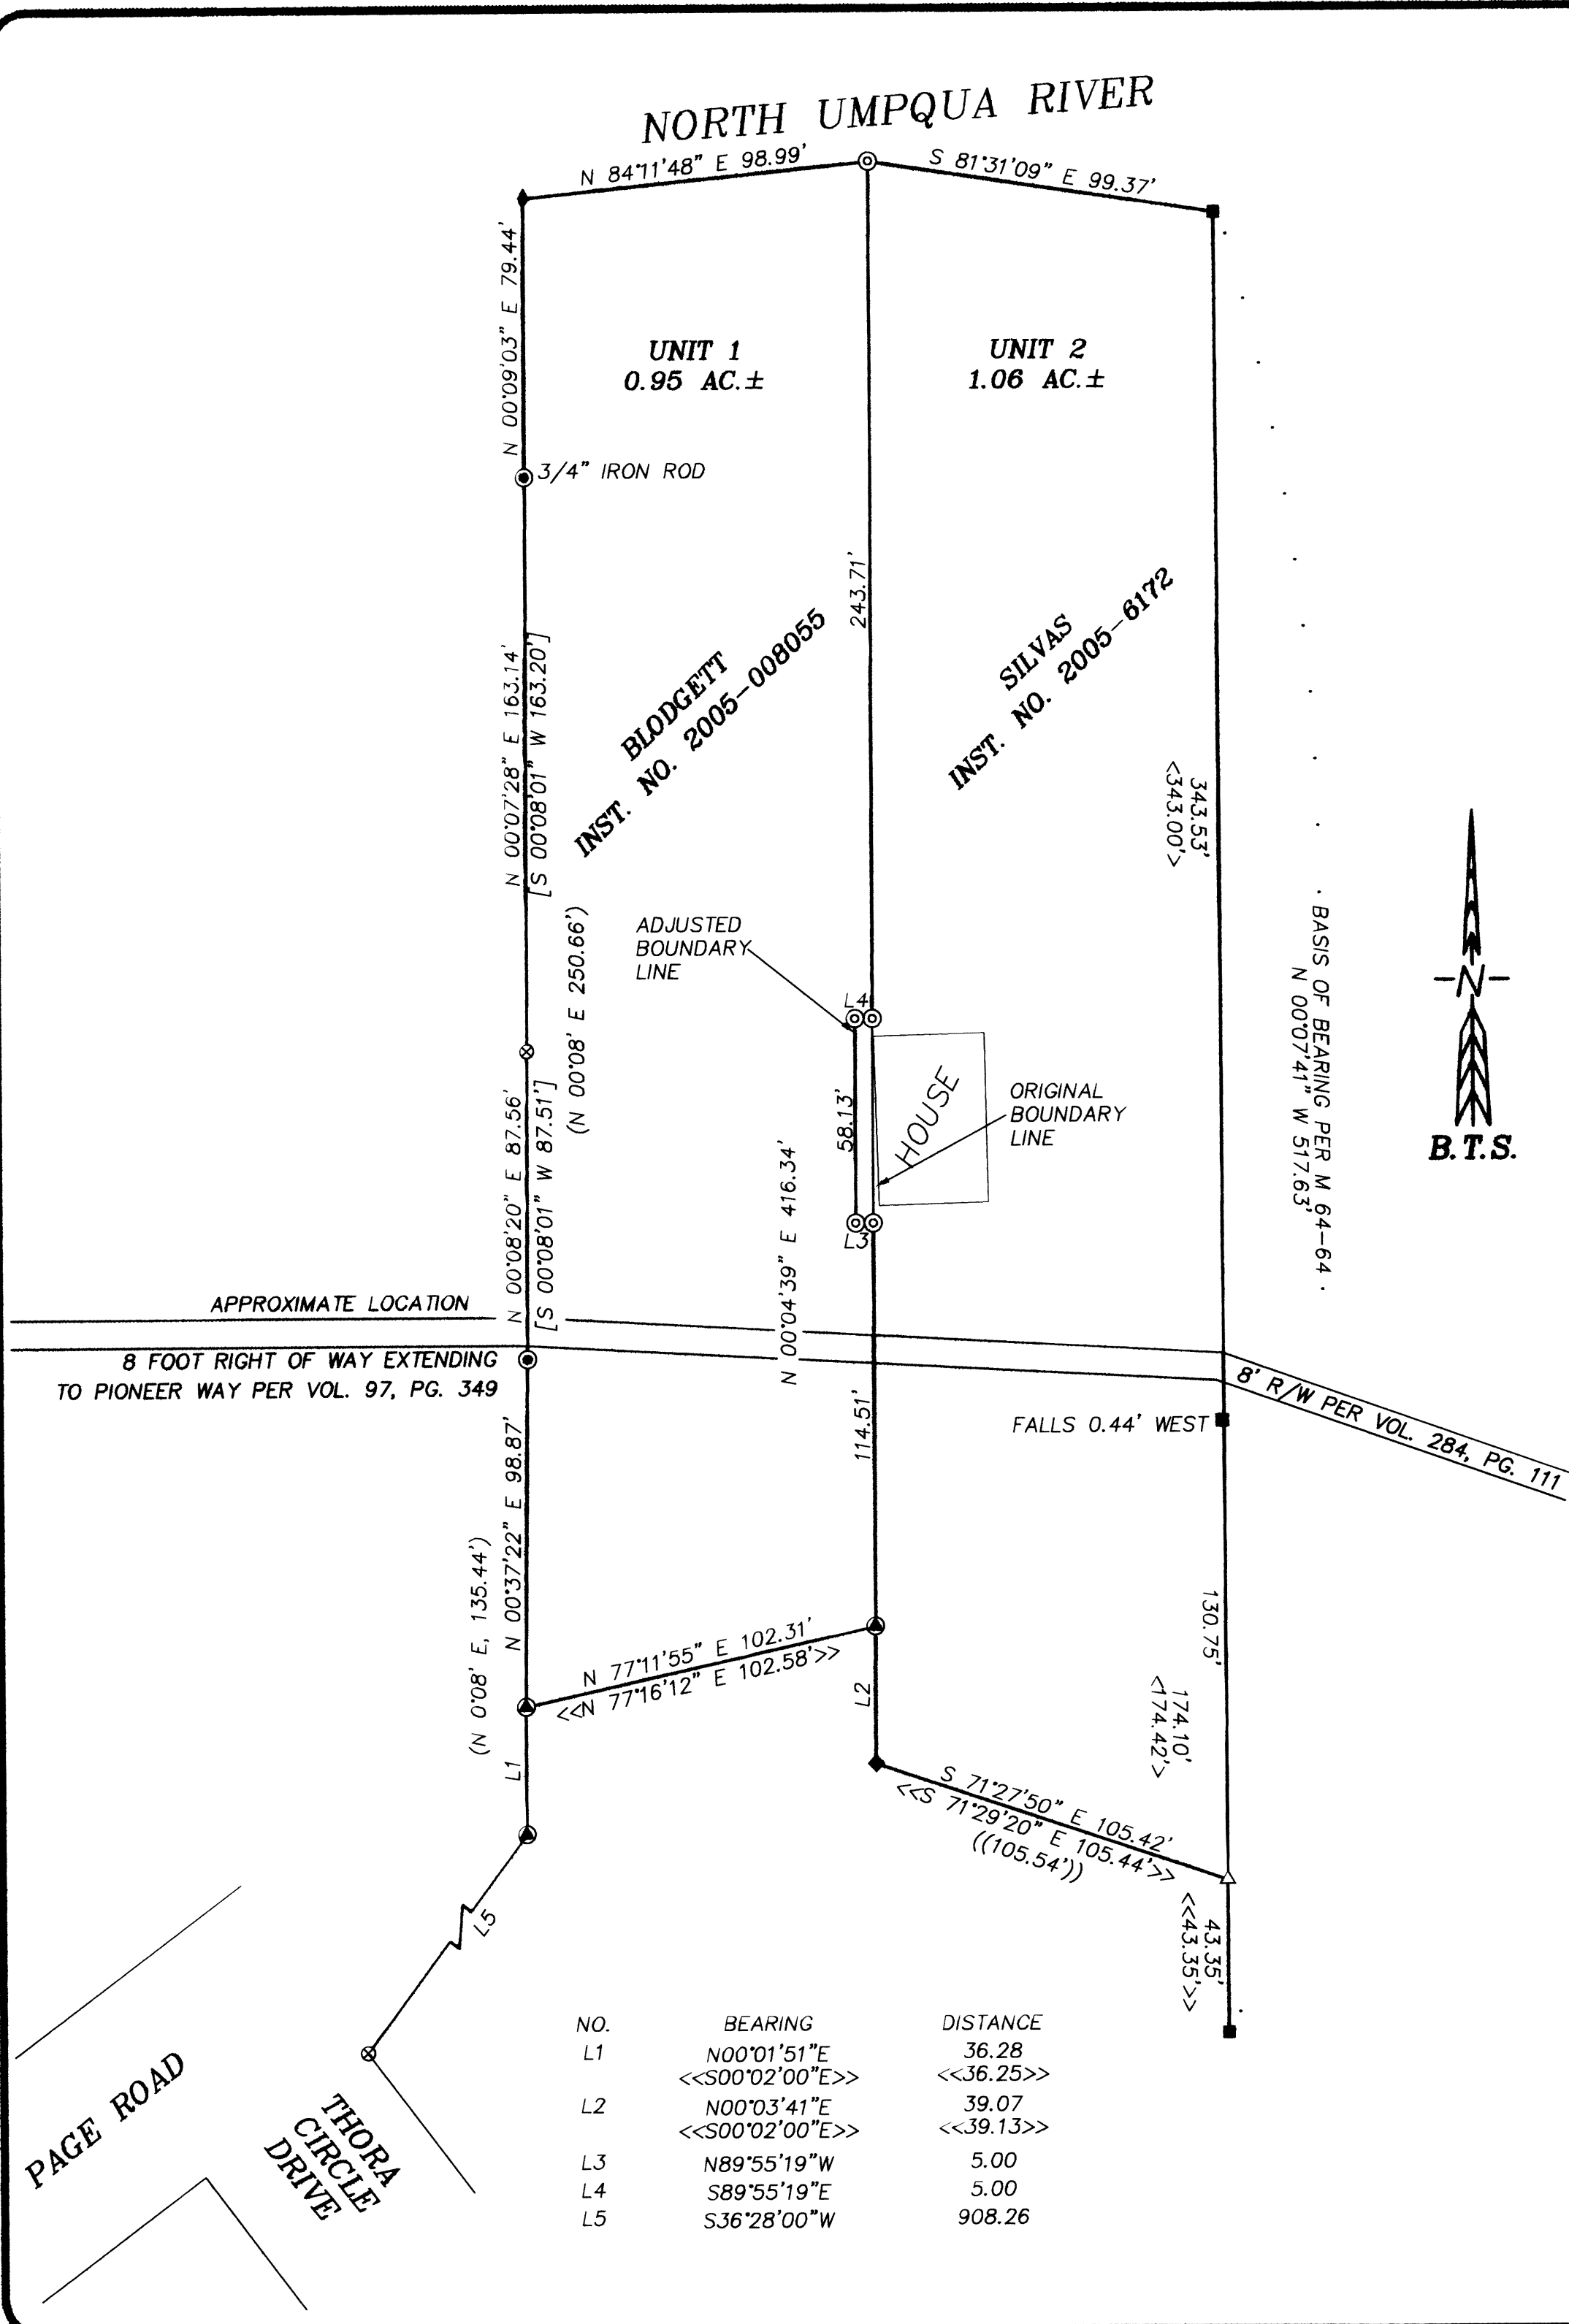 NORTH UMPQUA RIVER
N 84°11'48" E 98.99'
S 81°31'09" E 99.37'
N 00°09'03" E 79.44'
UNIT 1
0.95 AC.±
UNIT 2
1.06 AC.±
3/4" IRON ROD
243.71'
BLODGETT
INST. NO. 2005-008055
SILVAS
INST. NO. 2005-6172
N 00°07'28" E 163.14'
[S 00°08'01" W 163.20']
343.53'
<343.00'>
(N 00°08' E 250.66')
ADJUSTED
BOUNDARY
LINE
BASIS OF BEARING PER M 64-64
N 00°07'41" W 517.63'
-N-
B.T.S.
L4
58.13'
HOUSE
ORIGINAL
BOUNDARY
LINE
L3
N 00°08'20" E 87.56'
[S 00°08'01" W 87.51']
N 00°04'39" E 416.34'
APPROXIMATE LOCATION
8 FOOT RIGHT OF WAY EXTENDING
TO PIONEER WAY PER VOL. 97, PG. 349
8' R/W PER VOL. 284, PG. 111
FALLS 0.44' WEST
114.51'
N 00°37'22" E 98.87'
(N 0°08' E, 135.44')
130.75'
N 77°11'55" E 102.31'
<<N 77°16'12" E 102.58'>>
L2
174.10'
<174.42'>
L1
S 71°27'50" E 105.42'
<<S 71°29'20" E 105.44'>>
((105.54'))
43.35'
<<43.35'>>
L5
PAGE ROAD
THORA
CIRCLE
DRIVE
NO. BEARING DISTANCE
L1 N00°01'51"E 36.28
<<S00°02'00"E>> <<36.25>>
L2 N00°03'41"E 39.07
<<S00°02'00"E>> <<39.13>>
L3 N89°55'19"W 5.00
L4 S89°55'19"E 5.00
L5 S36°28'00"W 908.26